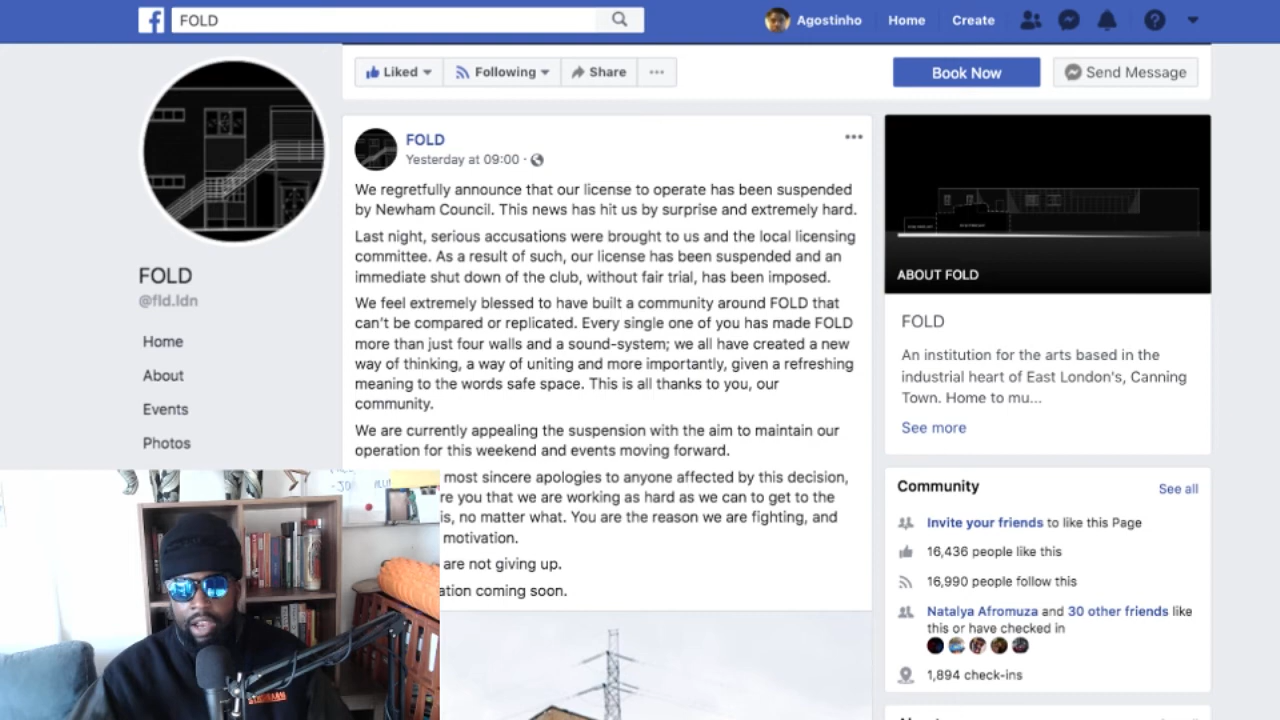 FOLD
Agostinho
Home
Create
Liked
Following
Share
Book Now
Send Message
FOLD
@fld.ldn
Home
About
Events
Photos
FOLD
Yesterday at 09:00 ·
We regretfully announce that our license to operate has been suspended
by Newham Council. This news has hit us by surprise and extremely hard.
Last night, serious accusations were brought to us and the local licensing
committee. As a result of such, our license has been suspended and an
immediate shut down of the club, without fair trial, has been imposed.
We feel extremely blessed to have built a community around FOLD that
can't be compared or replicated. Every single one of you has made FOLD
more than just four walls and a sound-system; we all have created a new
way of thinking, a way of uniting and more importantly, given a refreshing
meaning to the words safe space. This is all thanks to you, our
community.
We are currently appealing the suspension with the aim to maintain our
operation for this weekend and events moving forward.
most sincere apologies to anyone affected by this decision,
re you that we are working as hard as we can to get to the
is, no matter what. You are the reason we are fighting, and
motivation.
are not giving up.
ation coming soon.
ABOUT FOLD
FOLD
An institution for the arts based in the
industrial heart of East London's, Canning
Town. Home to mu...
See more
Community
See all
Invite your friends to like this Page
16,436 people like this
16,990 people follow this
Natalya Afromuza and 30 other friends like
this or have checked in
1,894 check-ins